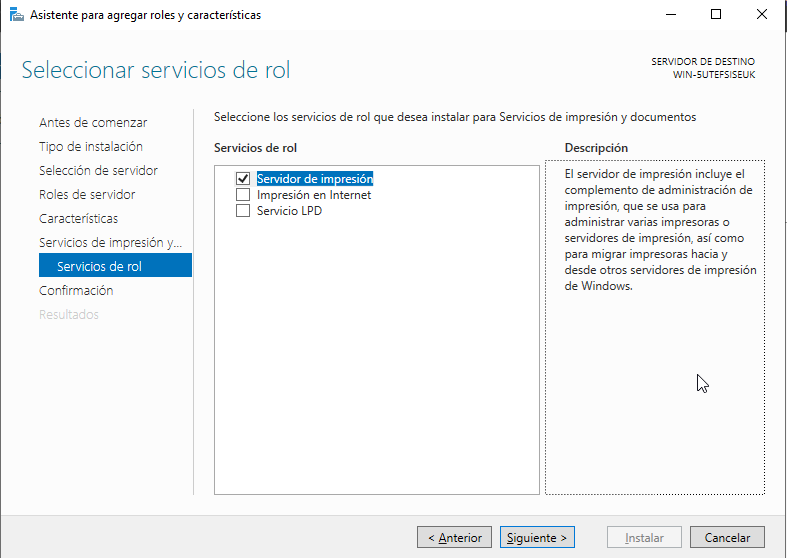 Asistente para agregar roles y características
Seleccionar servicios de rol
SERVIDOR DE DESTINO
WIN-5UTEFSISEUK
Antes de comenzar
Tipo de instalación
Selección de servidor
Roles de servidor
Características
Servicios de impresión y...
Servicios de rol
Confirmación
Resultados
Seleccione los servicios de rol que desea instalar para Servicios de impresión y documentos
Servicios de rol
Servidor de impresión
Impresión en Internet
Servicio LPD
Descripción
El servidor de impresión incluye el
complemento de administración de
impresión, que se usa para
administrar varias impresoras o
servidores de impresión, así como
para migrar impresoras hacia y
desde otros servidores de impresión
de Windows.
< Anterior
Siguiente >
Instalar
Cancelar